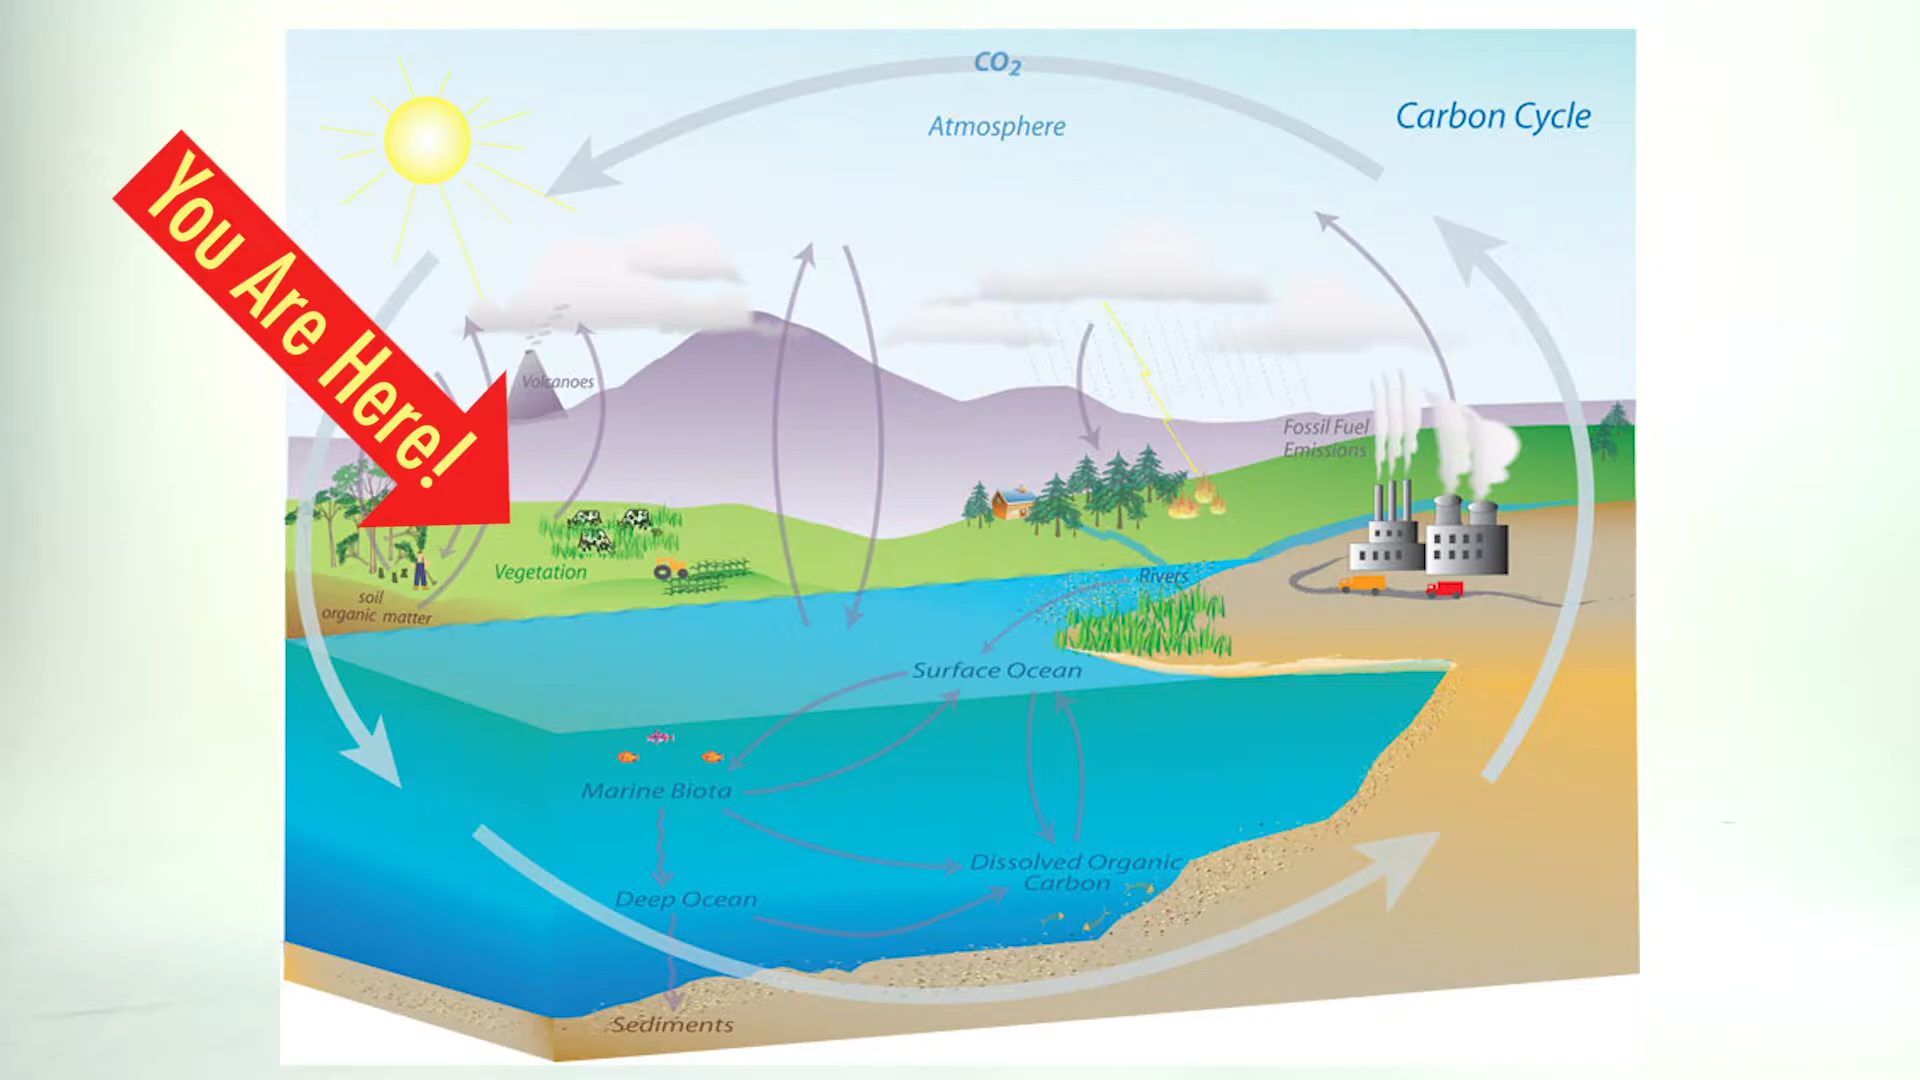 CO₂
Atmosphere
Carbon Cycle
You Are Here!
Volcanoes
Fossil Fuel
Emissions
Vegetation
Rivers
soil
organic matter
Surface Ocean
Marine Biota
Dissolved Organic
Carbon
Deep Ocean
Sediments